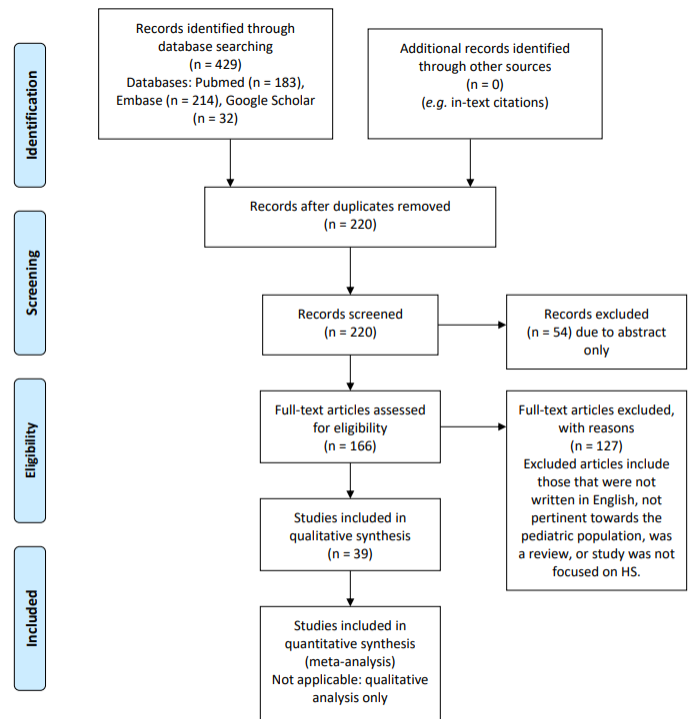 Identification
Records identified through
database searching
(n = 429)
Databases: Pubmed (n = 183),
Embase (n = 214), Google Scholar
(n = 32)
Additional records identified
through other sources
(n = 0)
(e.g. in-text citations)
Records after duplicates removed
(n = 220)
Screening
Records screened
(n = 220)
Records excluded
(n = 54) due to abstract
only
Eligibility
Full-text articles assessed
for eligibility
(n = 166)
Full-text articles excluded,
with reasons
(n = 127)
Excluded articles include
those that were not
written in English, not
pertinent towards the
pediatric population, was
a review, or study was not
focused on HS.
Studies included in
qualitative synthesis
(n = 39)
Included
Studies included in
quantitative synthesis
(meta-analysis)
Not applicable: qualitative
analysis only